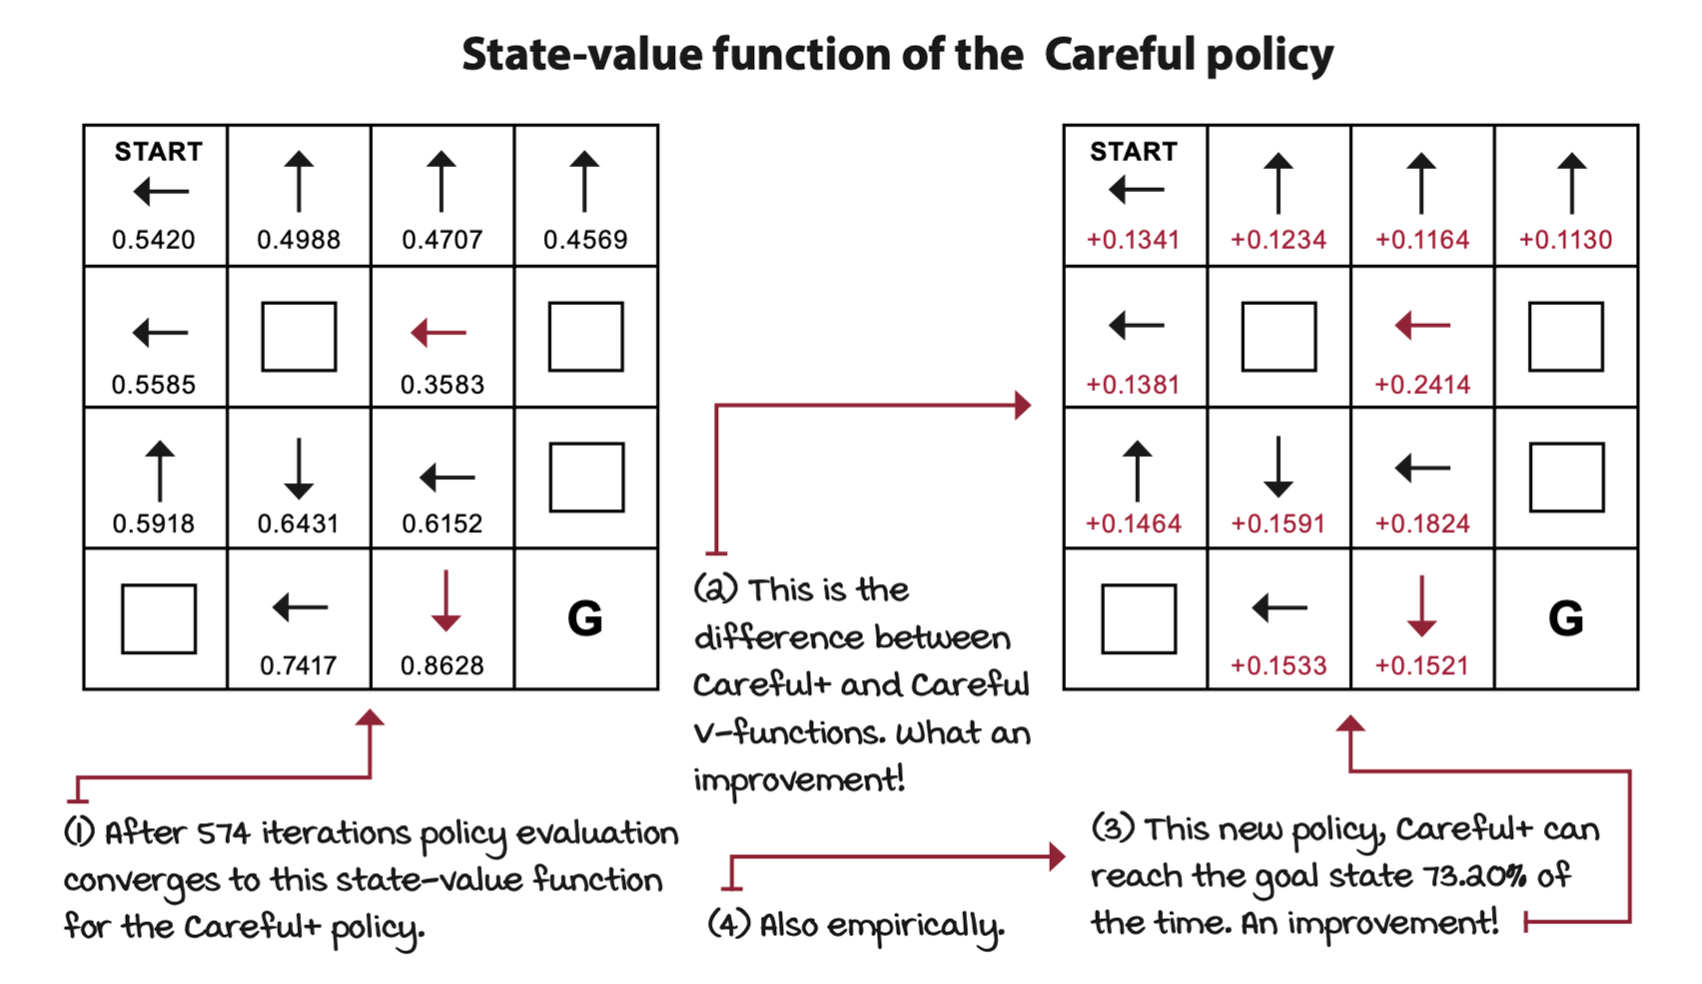 State-value function of the Careful policy
START
0.5420 0.4988 0.4707 0.4569
0.5585 0.3583
0.5918 0.6431 0.6152
0.7417 0.8628 G
START
+0.1341 +0.1234 +0.1164 +0.1130
+0.1381 +0.2414
+0.1464 +0.1591 +0.1824
+0.1533 +0.1521 G
(1) After 574 iterations policy evaluation
converges to this state-value function
for the Careful+ policy.
(2) This is the
difference between
Careful+ and Careful
V-functions. What an
improvement!
(3) This new policy, Careful+ can
reach the goal state 73.20% of
the time. An improvement!
(4) Also empirically.